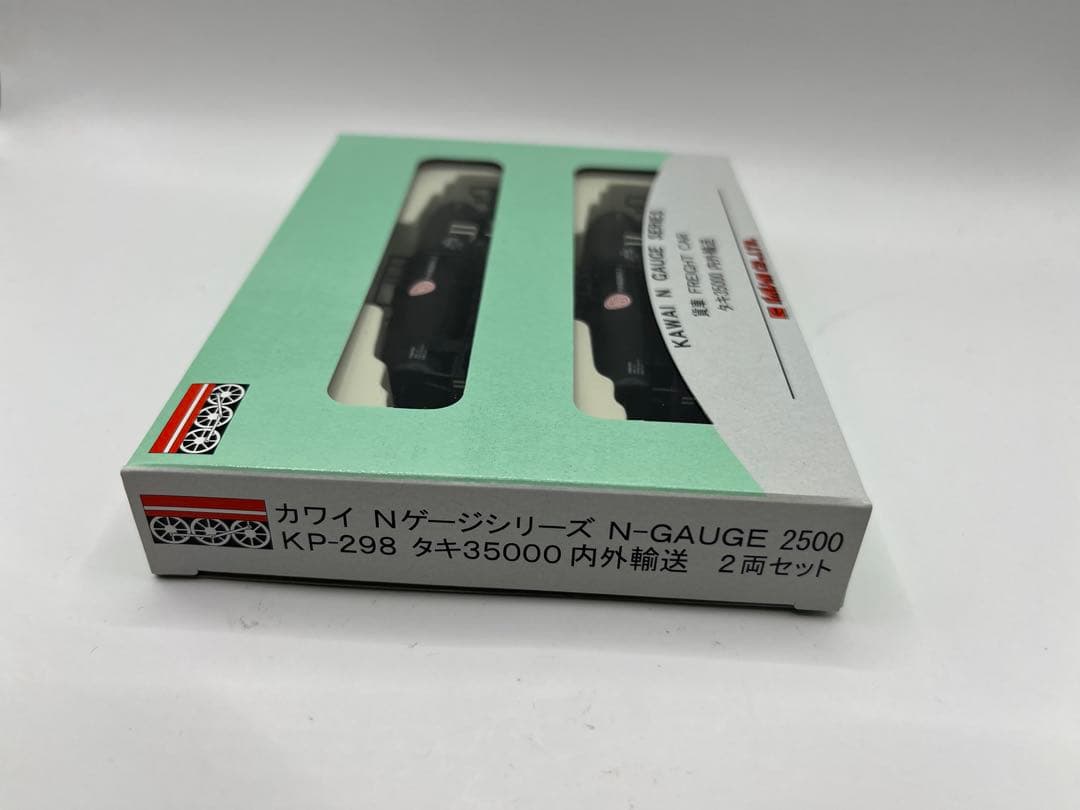 KAWAI N GAUGE SERIES
貨車 FREIGHT CAR
タキ35000 内外輸送
カワイ Nゲージシリーズ N-GAUGE 2500
KP-298 タキ35000 内外輸送 2両セット